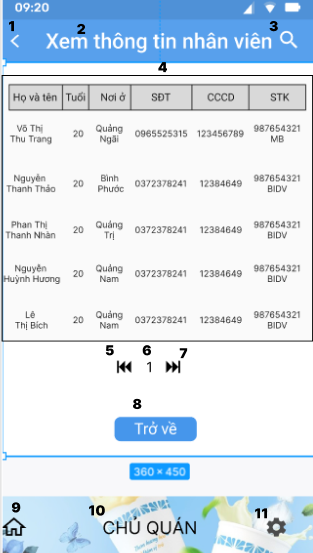 09:20
1 2 3
Xem thông tin nhân viên
4
Họ và tên Tuổi Nơi ở SĐT CCCD STK
Võ Thị
Thu Trang 20 Quảng
Ngãi 0965525315 123456789 987654321
MB
Nguyễn
Thanh Thảo 20 Bình
Phước 0372378241 12384649 987654321
BIDV
Phan Thị
Thanh Nhàn 20 Quảng
Trị 0372378241 12384649 987654321
BIDV
Nguyễn
Huỳnh Hương 20 Quảng
Nam 0372378241 12384649 987654321
BIDV
Lê
Thị Bích 20 Quảng
Nam 0372378241 12384649 987654321
BIDV
5 6 7
1
8
Trở về
360 × 450
9 10 11
CHỦ QUÁN